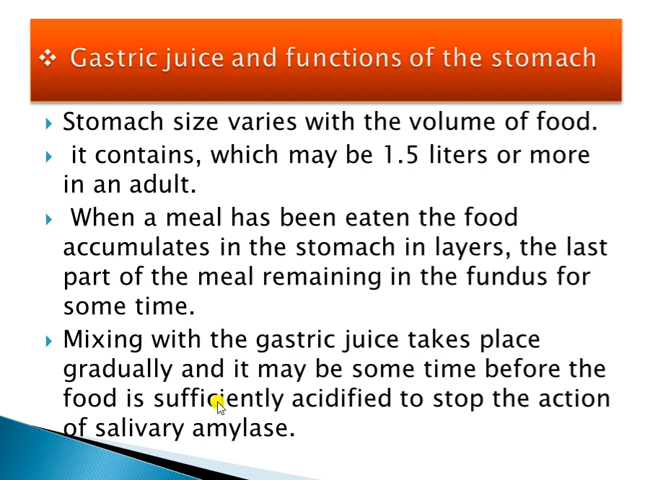 Gastric juice and functions of the stomach
Stomach size varies with the volume of food.
it contains, which may be 1.5 liters or more
in an adult.
When a meal has been eaten the food
accumulates in the stomach in layers, the last
part of the meal remaining in the fundus for
some time.
Mixing with the gastric juice takes place
gradually and it may be some time before the
food is sufficiently acidified to stop the action
of salivary amylase.